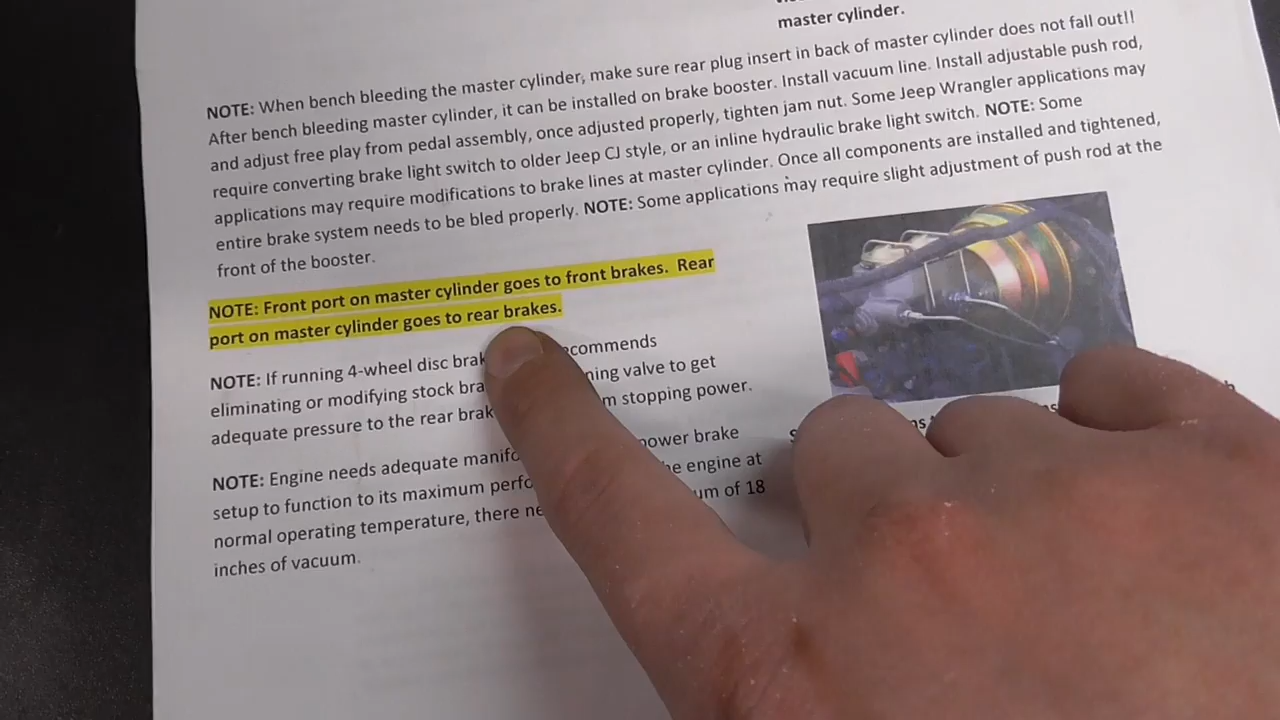 master cylinder.
NOTE: When bench bleeding the master cylinder, make sure rear plug insert in back of master cylinder does not fall out!!
After bench bleeding master cylinder, it can be installed on brake booster. Install vacuum line. Install adjustable push rod,
and adjust free play from pedal assembly, once adjusted properly, tighten jam nut. Some Jeep Wrangler applications may
require converting brake light switch to older Jeep CJ style, or an inline hydraulic brake light switch. NOTE: Some
applications may require modifications to brake lines at master cylinder. Once all components are installed and tightened,
entire brake system needs to be bled properly. NOTE: Some applications may require slight adjustment of push rod at the
front of the booster.
NOTE: Front port on master cylinder goes to front brakes. Rear
port on master cylinder goes to rear brakes.
NOTE: If running 4-wheel disc brak commends
eliminating or modifying stock bra ning valve to get
adequate pressure to the rear brak m stopping power.
NOTE: Engine needs adequate manifo power brake
setup to function to its maximum perfo e engine at
normal operating temperature, there ne um of 18
inches of vacuum.